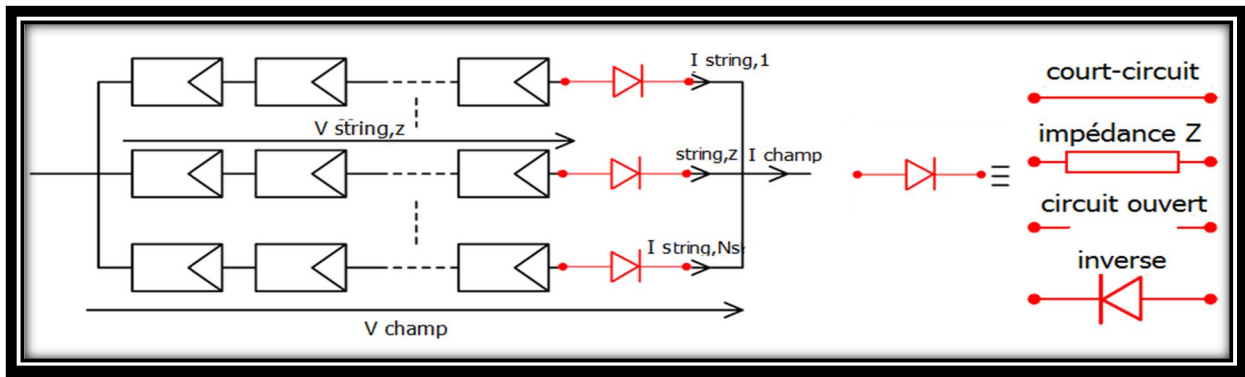 I string,1
V string,z
string,Z
I champ
I string,Ns
V champ
court-circuit
impédance Z
circuit ouvert
inverse